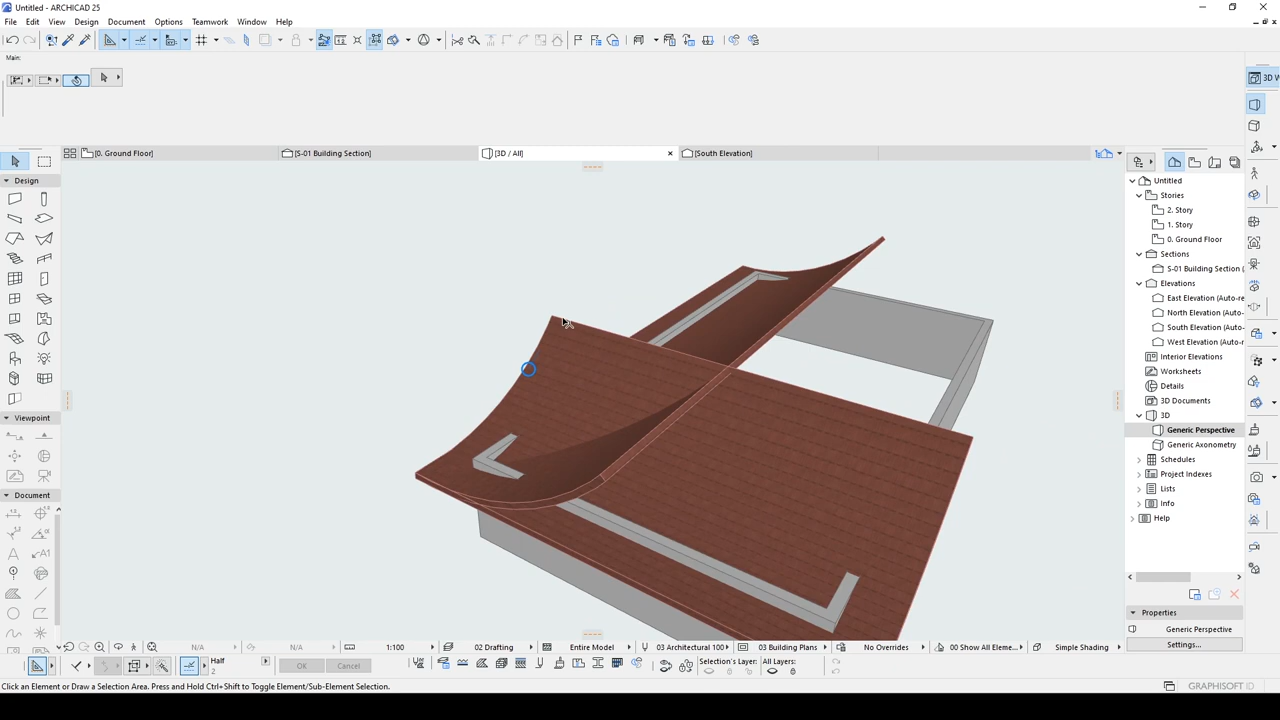 Untitled - ARCHICAD 25
File Edit View Design Document Options Teamwork Window Help
Main:
3D W
[0. Ground Floor]
[S-01 Building Section]
[3D / All]
[South Elevation]
Design
Viewpoint
Document
Untitled
Stories
2. Story
1. Story
0. Ground Floor
Sections
S-01 Building Section (
Elevations
East Elevation (Auto-re
North Elevation (Auto-r
South Elevation (Auto-re
West Elevation (Auto-r
Interior Elevations
Worksheets
Details
3D Documents
3D
Generic Perspective
Generic Axonometry
Schedules
Project Indexes
Lists
Info
Help
Properties
Generic Perspective
Settings...
N/A N/A 1:100 02 Drafting Entire Model 03 Architectural 100 03 Building Plans No Overrides 00 Show All Eleme... Simple Shading
Half
2
OK Cancel
Selection's Layer: All Layers:
Click an Element or Draw a Selection Area. Press and Hold Ctrl+Shift to Toggle Element/Sub-Element Selection.
GRAPHISOFT ID